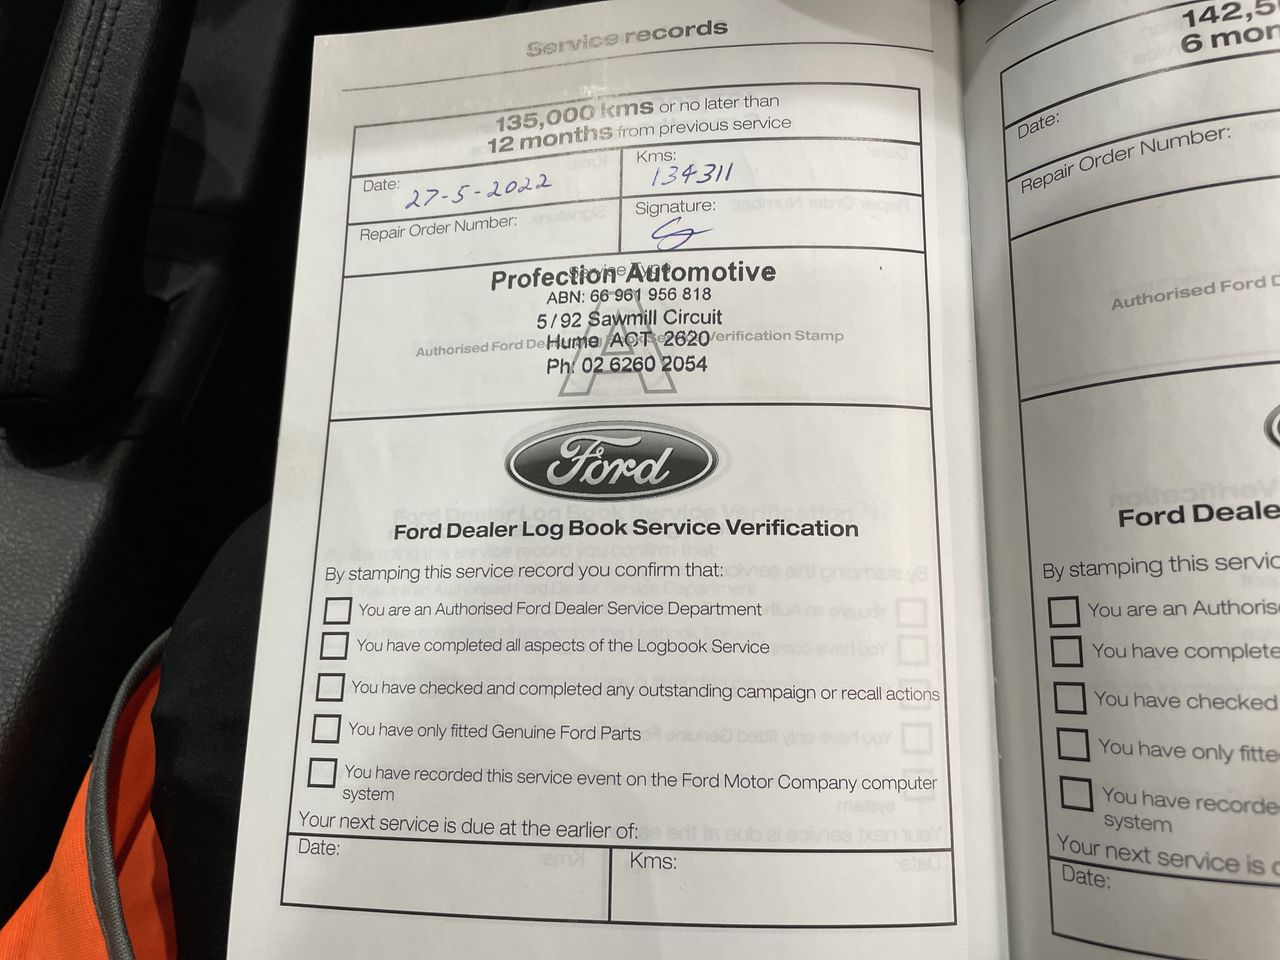 Service records
135,000 kms or no later than
12 months from previous service
Date: 27-5-2022
Kms: 134311
Repair Order Number:
Signature:
Service Type
Profection Automotive
ABN: 66 961 956 818
5/92 Sawmill Circuit
Hume ACT 2620
Authorised Ford Dealer Log Book Service Verification Stamp
Ph: 02 6260 2054
A
Ford
Ford Dealer Log Book Service Verification
By stamping this service record you confirm that:
You are an Authorised Ford Dealer Service Department
You have completed all aspects of the Logbook Service
You have checked and completed any outstanding campaign or recall actions
You have only fitted Genuine Ford Parts
You have recorded this service event on the Ford Motor Company computer
system
Your next service is due at the earlier of:
Date:
Kms:
142,5
6 mon
Date:
Repair Order Number:
Authorised Ford D
Ford Deale
By stamping this servic
You are an Authoris
You have complete
You have checked
You have only fitte
You have recorde
system
Your next service is d
Date: